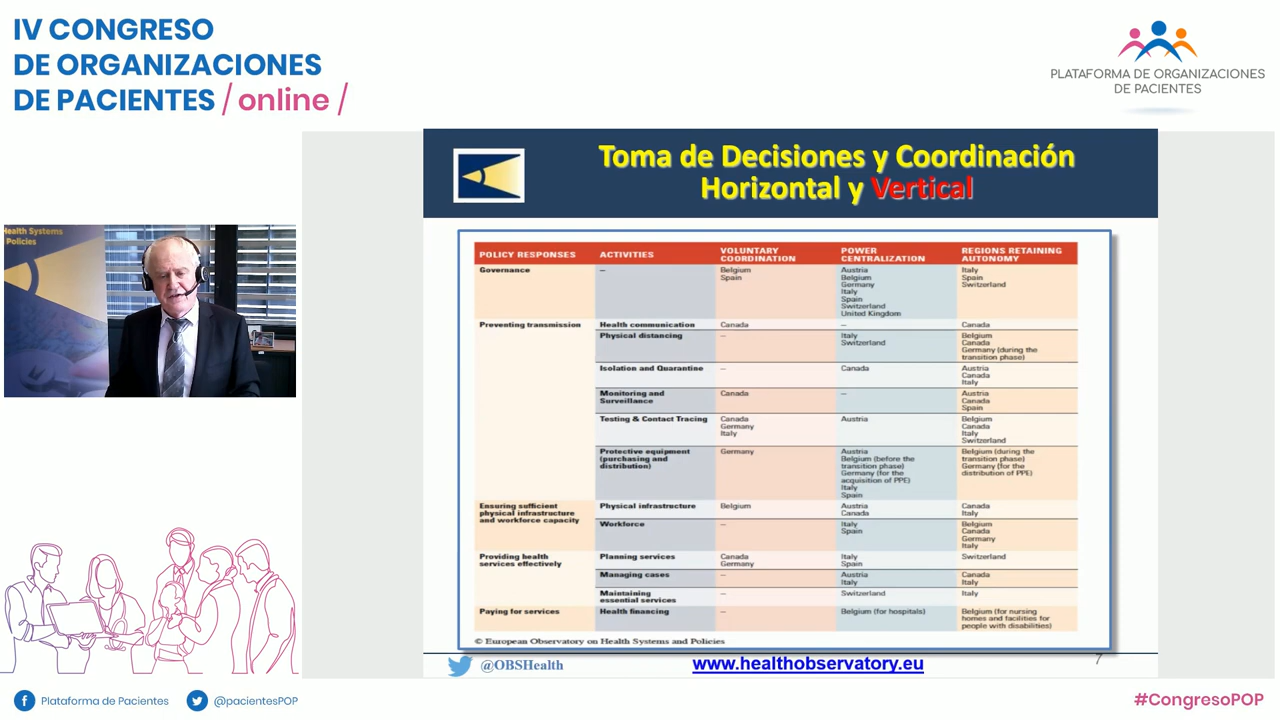 IV CONGRESO
DE ORGANIZACIONES
DE PACIENTES / online /
PLATAFORMA DE ORGANIZACIONES
DE PACIENTES
Health Systems
Policies
Toma de Decisiones y Coordinación
Horizontal y Vertical
POLICY RESPONSES ACTIVITIES VOLUNTARY COORDINATION POWER CENTRALIZATION REGIONS RETAINING AUTONOMY
Governance – Belgium Austria Italy
Spain Belgium Spain
Germany Switzerland
Italy
Spain
Switzerland
United Kingdom
Preventing transmission Health communication Canada – Canada
Physical distancing – Italy Belgium
Switzerland Canada
Germany (during the
transition phase)
Isolation and Quarantine – Canada Austria
Canada
Italy
Monitoring and Canada – Austria
Surveillance Canada
Spain
Testing & Contact Tracing Canada Austria Belgium
Germany Canada
Italy Italy
Switzerland
Protective equipment Germany Austria Belgium (during the
(purchasing and Belgium (before the transition phase)
distribution) transition phase) Germany (for the
Germany (for the distribution of PPE)
acquisition of PPE)
Italy
Spain
Ensuring sufficient Physical infrastructure Belgium Austria Canada
physical infrastructure Canada Italy
and workforce capacity
Workforce – Italy Belgium
Spain Canada
Germany
Italy
Providing health Planning services Canada Italy Switzerland
services effectively Germany Spain
Managing cases – Austria Canada
Italy Italy
Maintaining – Switzerland Italy
essential services
Paying for services Health financing – Belgium (for hospitals) Belgium (for nursing
homes and facilities for
people with disabilities)
© European Observatory on Health Systems and Policies
@OBSHealth
www.healthobservatory.eu
7
Plataforma de Pacientes
@pacientesPOP
#CongresoPOP